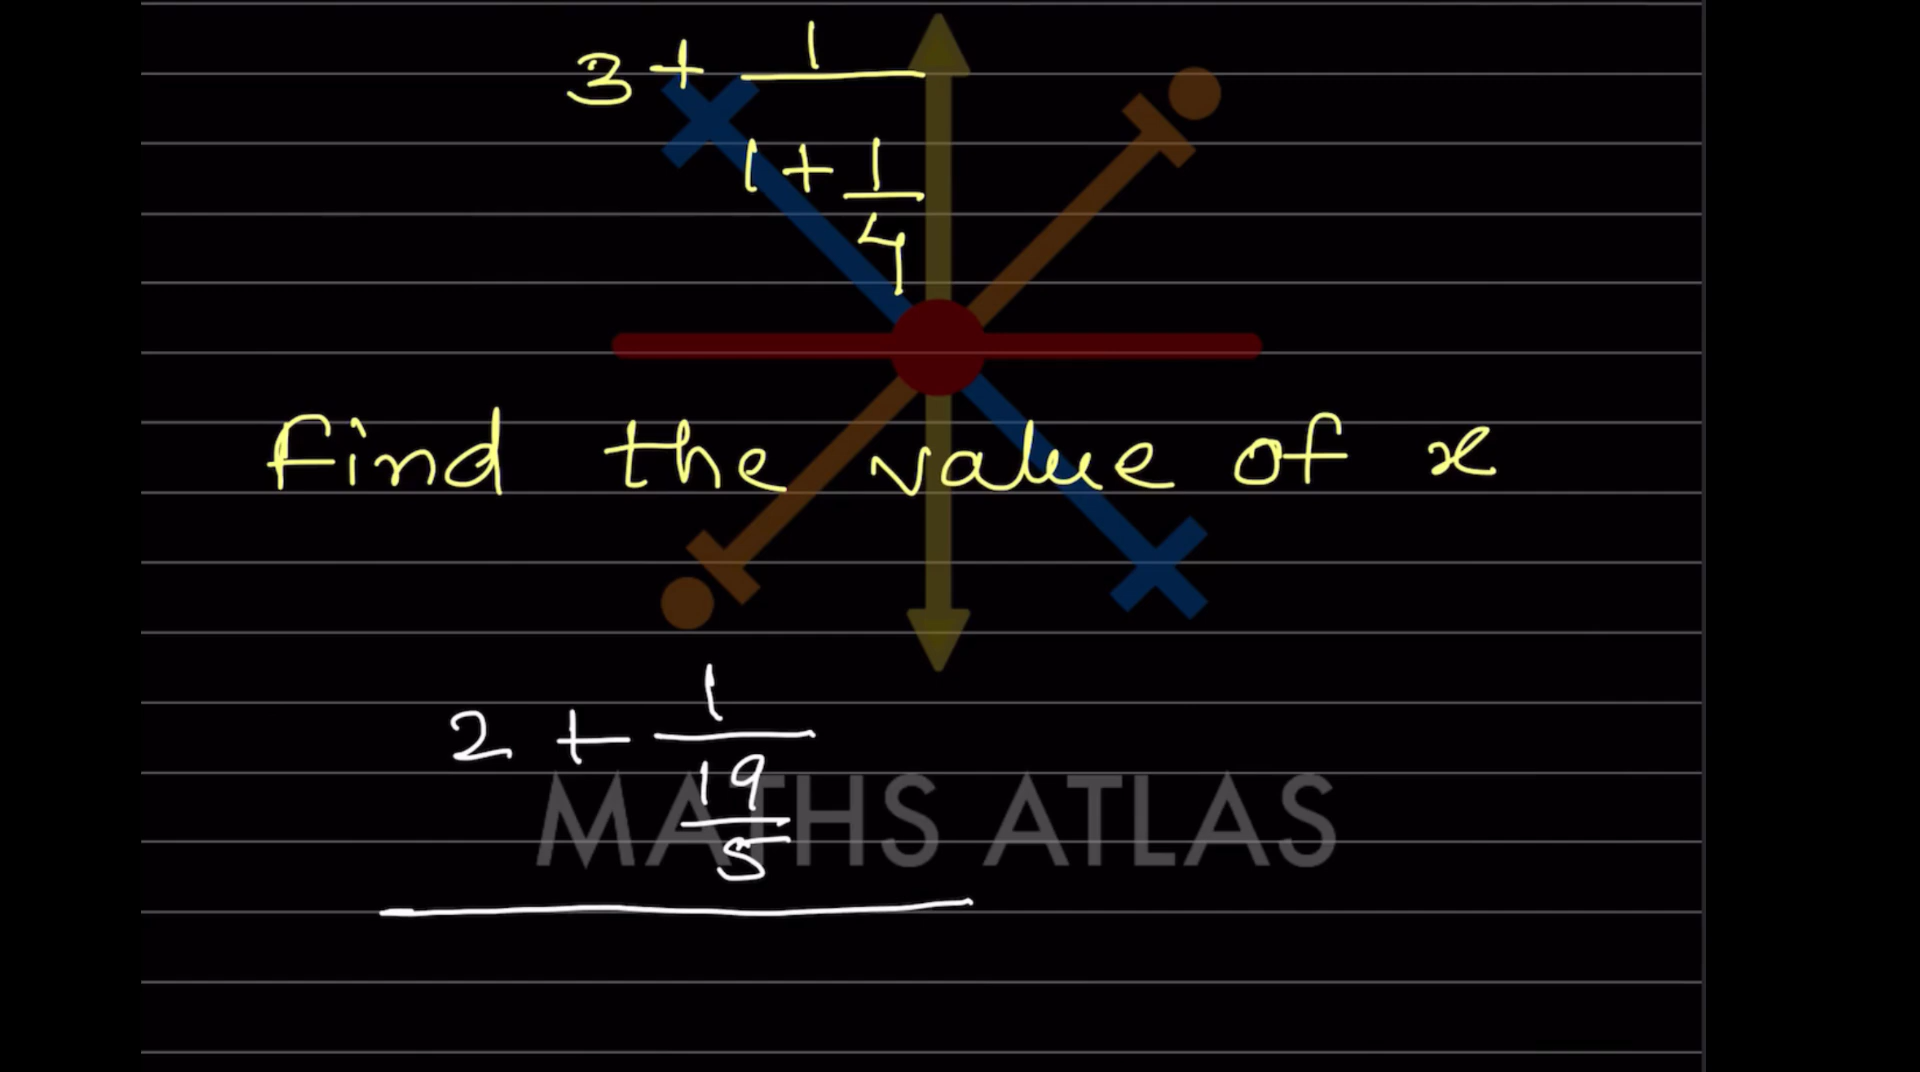 3 + 1
1 + 1
4
find the value of x
2 + 1
19
5
MATHS ATLAS